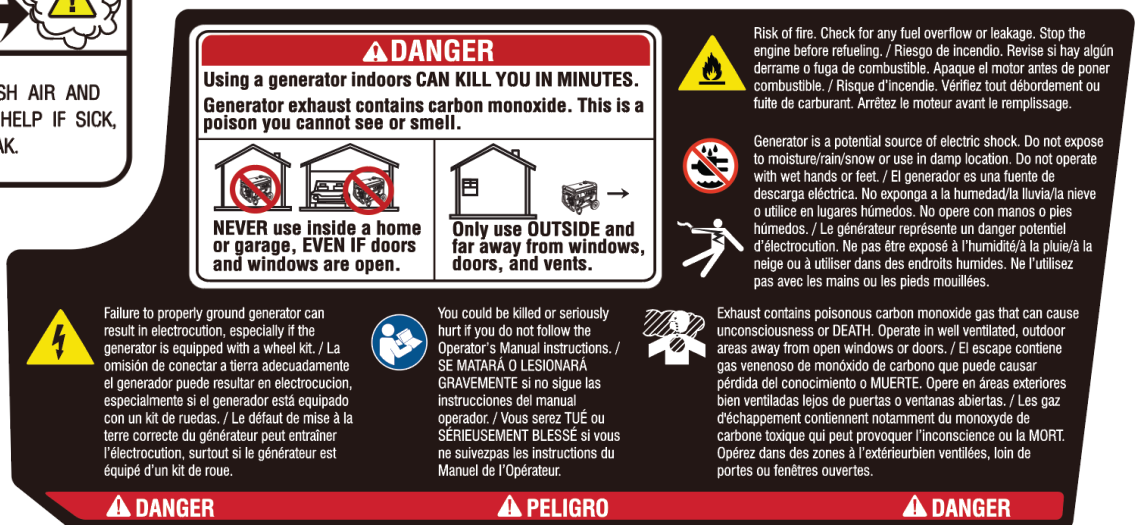 SH AIR AND
HELP IF SICK,
AK.
DANGER
Using a generator indoors CAN KILL YOU IN MINUTES.
Generator exhaust contains carbon monoxide. This is a
poison you cannot see or smell.
NEVER use inside a home
or garage, EVEN IF doors
and windows are open.
Only use OUTSIDE and
far away from windows,
doors, and vents.
Risk of fire. Check for any fuel overflow or leakage. Stop the
engine before refueling. / Riesgo de incendio. Revise si hay algún
derrame o fuga de combustible. Apaque el motor antes de poner
combustible. / Risque d'incendie. Vérifiez tout débordement ou
fuite de carburant. Arrêtez le moteur avant le remplissage.
Generator is a potential source of electric shock. Do not expose
to moisture/rain/snow or use in damp location. Do not operate
with wet hands or feet. / El generador es una fuente de
descarga eléctrica. No exponga a la humedad/la lluvia/la nieve
o utilice en lugares húmedos. No opere con manos o pies
húmedos. / Le générateur représente un danger potentiel
d'électrocution. Ne pas être exposé à l'humidité/à la pluie/à la
neige ou à utiliser dans des endroits humides. Ne l'utilisez
pas avec les mains ou les pieds mouillées.
Failure to properly ground generator can
result in electrocution, especially if the
generator is equipped with a wheel kit. / La
omisión de conectar a tierra adecuadamente
el generador puede resultar en electrocucion,
especialmente si el generador está equipado
con un kit de ruedas. / Le défaut de mise à la
terre correcte du générateur peut entraîner
l'électrocution, surtout si le générateur est
équipé d'un kit de roue.
You could be killed or seriously
hurt if you do not follow the
Operator's Manual instructions. /
SE MATARÁ O LESIONARÁ
GRAVEMENTE si no sigue las
instrucciones del manual
operador. / Vous serez TUÉ ou
SÉRIEUSEMENT BLESSÉ si vous
ne suivezpas les instructions du
Manuel de l'Opérateur.
Exhaust contains poisonous carbon monoxide gas that can cause
unconsciousness or DEATH. Operate in well ventilated, outdoor
areas away from open windows or doors. / El escape contiene
gas venenoso de monóxido de carbono que puede causar
pérdida del conocimiento o MUERTE. Opere en áreas exteriores
bien ventiladas lejos de puertas o ventanas abiertas. / Les gaz
d'échappement contiennent notamment du monoxyde de
carbone toxique qui peut provoquer l'inconscience ou la MORT.
Opérez dans des zones à l'extérieurbien ventilées, loin de
portes ou fenêtres ouvertes.
DANGER
PELIGRO
DANGER